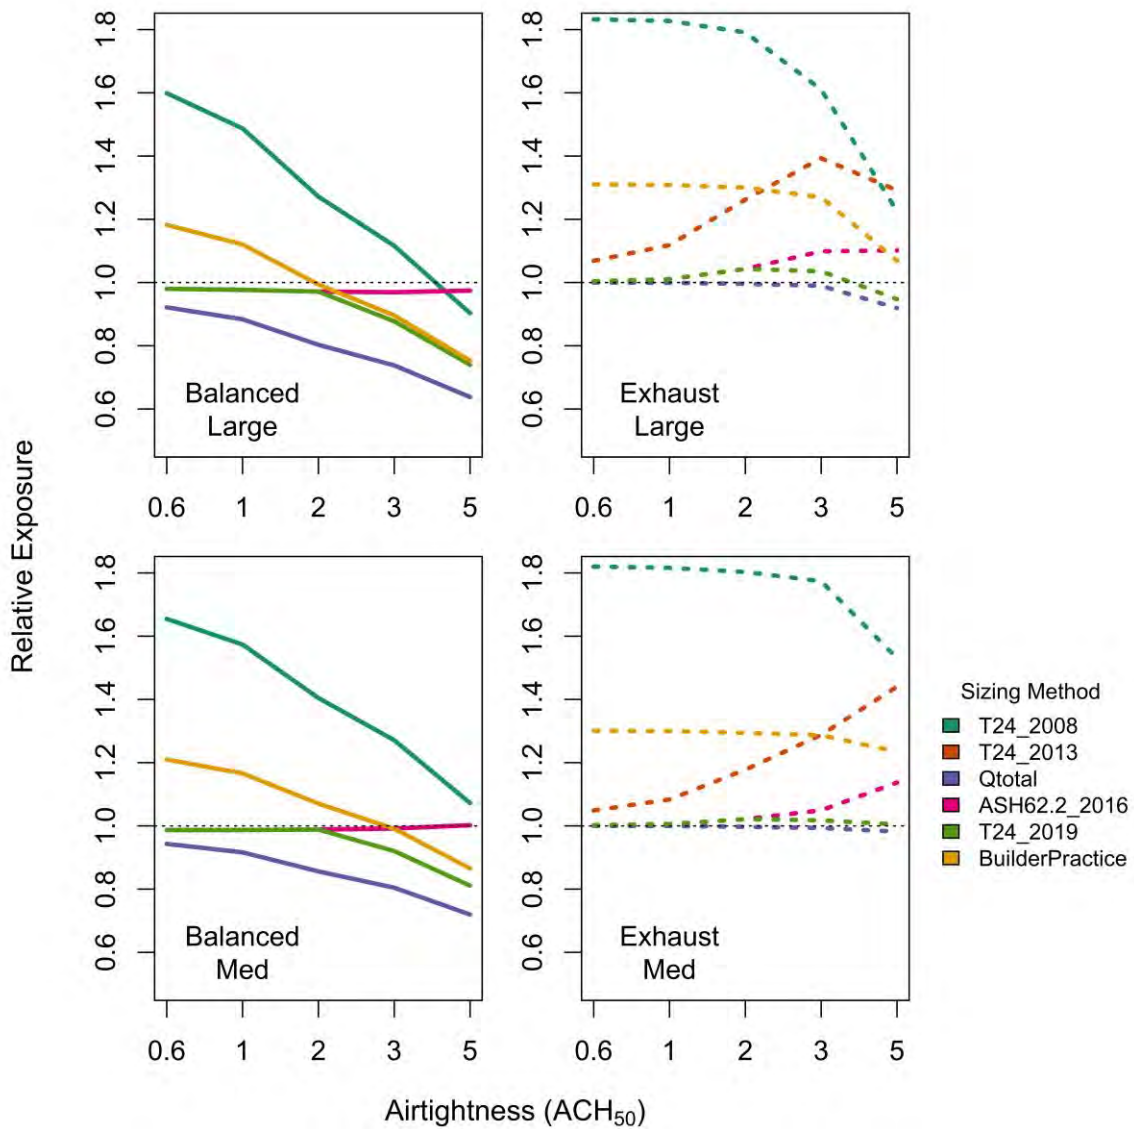 Relative Exposure
1.8
1.6
1.4
1.2
1.0
0.8
0.6
Balanced
Large
0.6 1 2 3 5
1.8
1.6
1.4
1.2
1.0
0.8
0.6
Exhaust
Large
0.6 1 2 3 5
1.8
1.6
1.4
1.2
1.0
0.8
0.6
Balanced
Med
0.6 1 2 3 5
1.8
1.6
1.4
1.2
1.0
0.8
0.6
Exhaust
Med
0.6 1 2 3 5
Airtightness (ACH₅₀)
Sizing Method
T24_2008
T24_2013
Qtotal
ASH62.2_2016
T24_2019
BuilderPractice